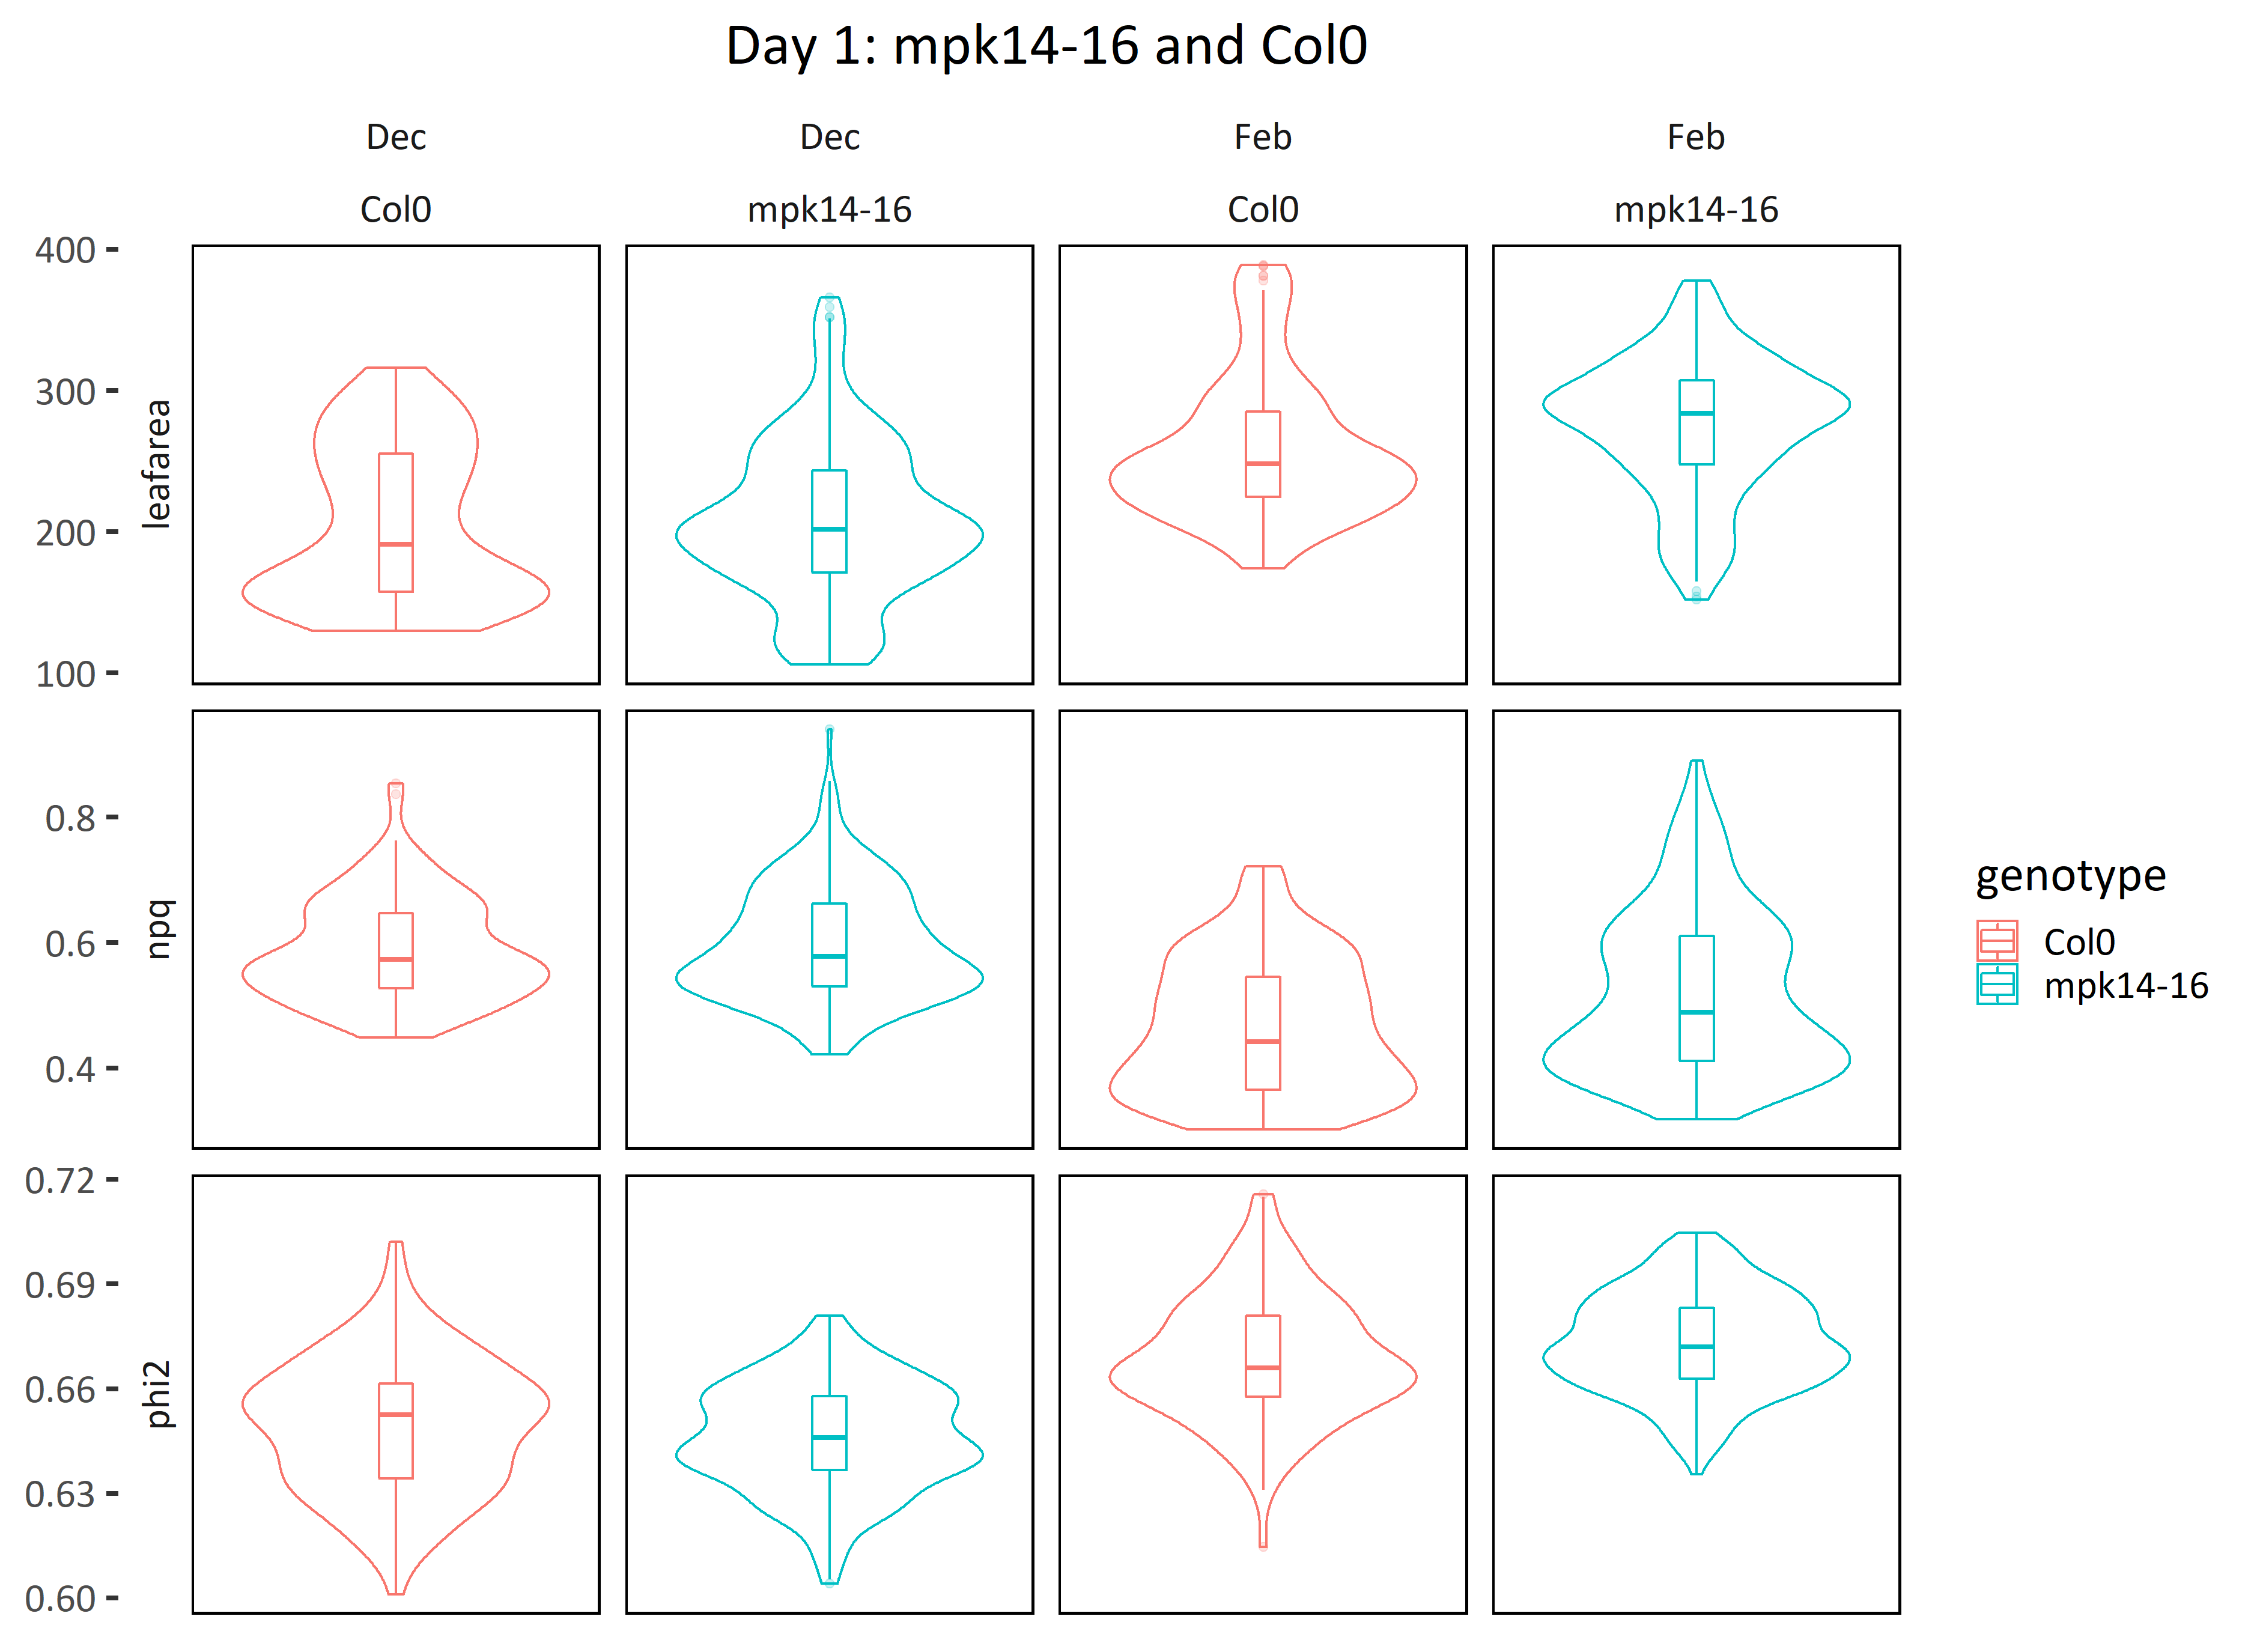 Day 1: mpk14-16 and Col0
Dec Dec Feb Feb
Col0 mpk14-16 Col0 mpk14-16
400
300
200
100
leafarea
0.8
0.6
0.4
npq
0.72
0.69
0.66
0.63
0.60
phi2
genotype
Col0
mpk14-16